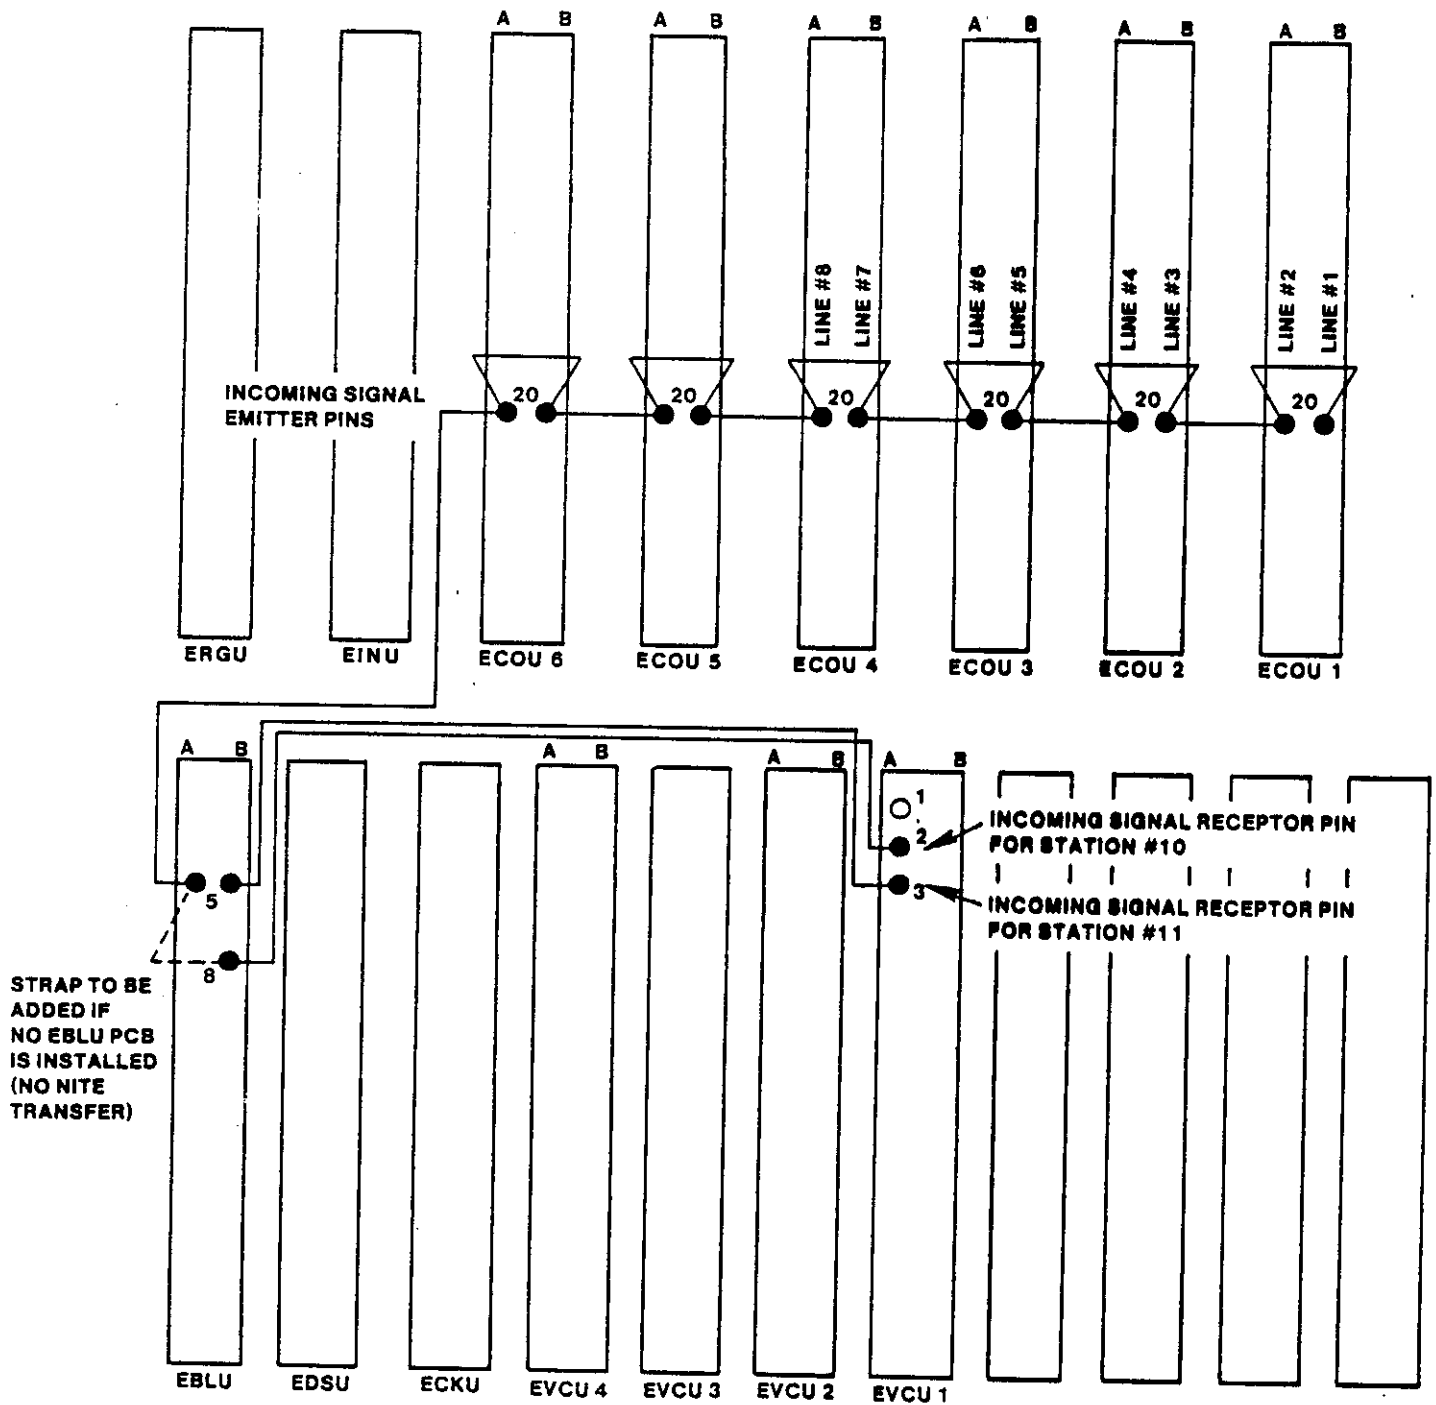 A B A B A B A B A B A B
LINE #8
LINE #7
LINE #6
LINE #5
LINE #4
LINE #3
LINE #2
LINE #1
INCOMING SIGNAL
EMITTER PINS
20 20 20 20 20 20
ERGU EINU ECOU 6 ECOU 5 ECOU 4 ECOU 3 ECOU 2 ECOU 1
A B A B A B A B
1
2
INCOMING SIGNAL RECEPTOR PIN
FOR STATION #10
3
INCOMING SIGNAL RECEPTOR PIN
FOR STATION #11
5
8
STRAP TO BE
ADDED IF
NO EBLU PCB
IS INSTALLED
(NO NITE
TRANSFER)
EBLU EDSU ECKU EVCU 4 EVCU 3 EVCU 2 EVCU 1